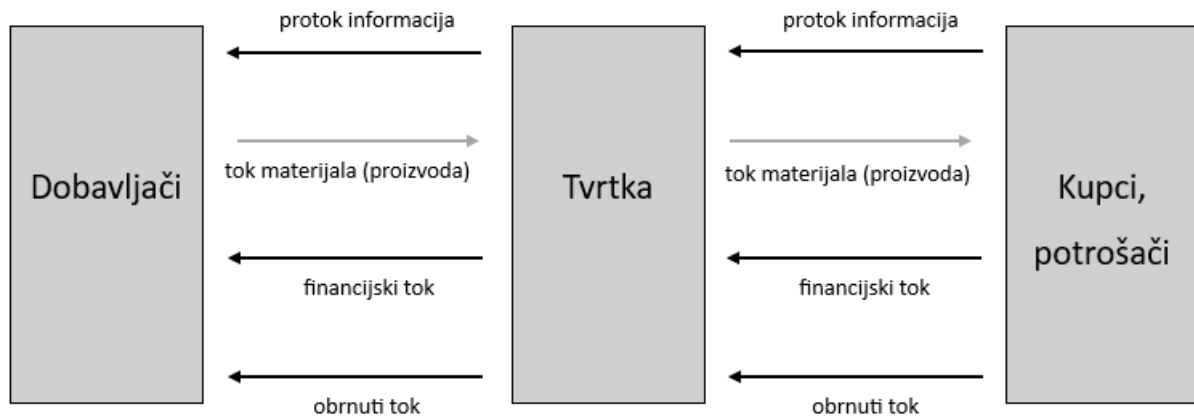 protok informacija
protok informacija
tok materijala (proizvoda)
tok materijala (proizvoda)
Dobavljači
Tvrtka
Kupci,
potrošači
financijski tok
financijski tok
obrnuti tok
obrnuti tok